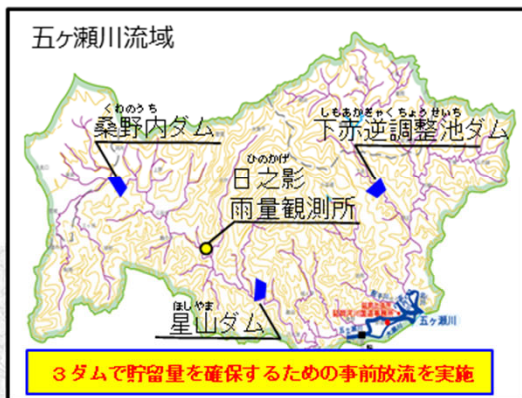 五ヶ瀬川流域
くわのうち
桑野内ダム
しもあかぎゃくちょうせいち
下赤逆調整池ダム
ひのかげ
日之影
雨量観測所
ほしやま
星山ダム
五ヶ瀬川
3ダムで貯留量を確保するための事前放流を実施